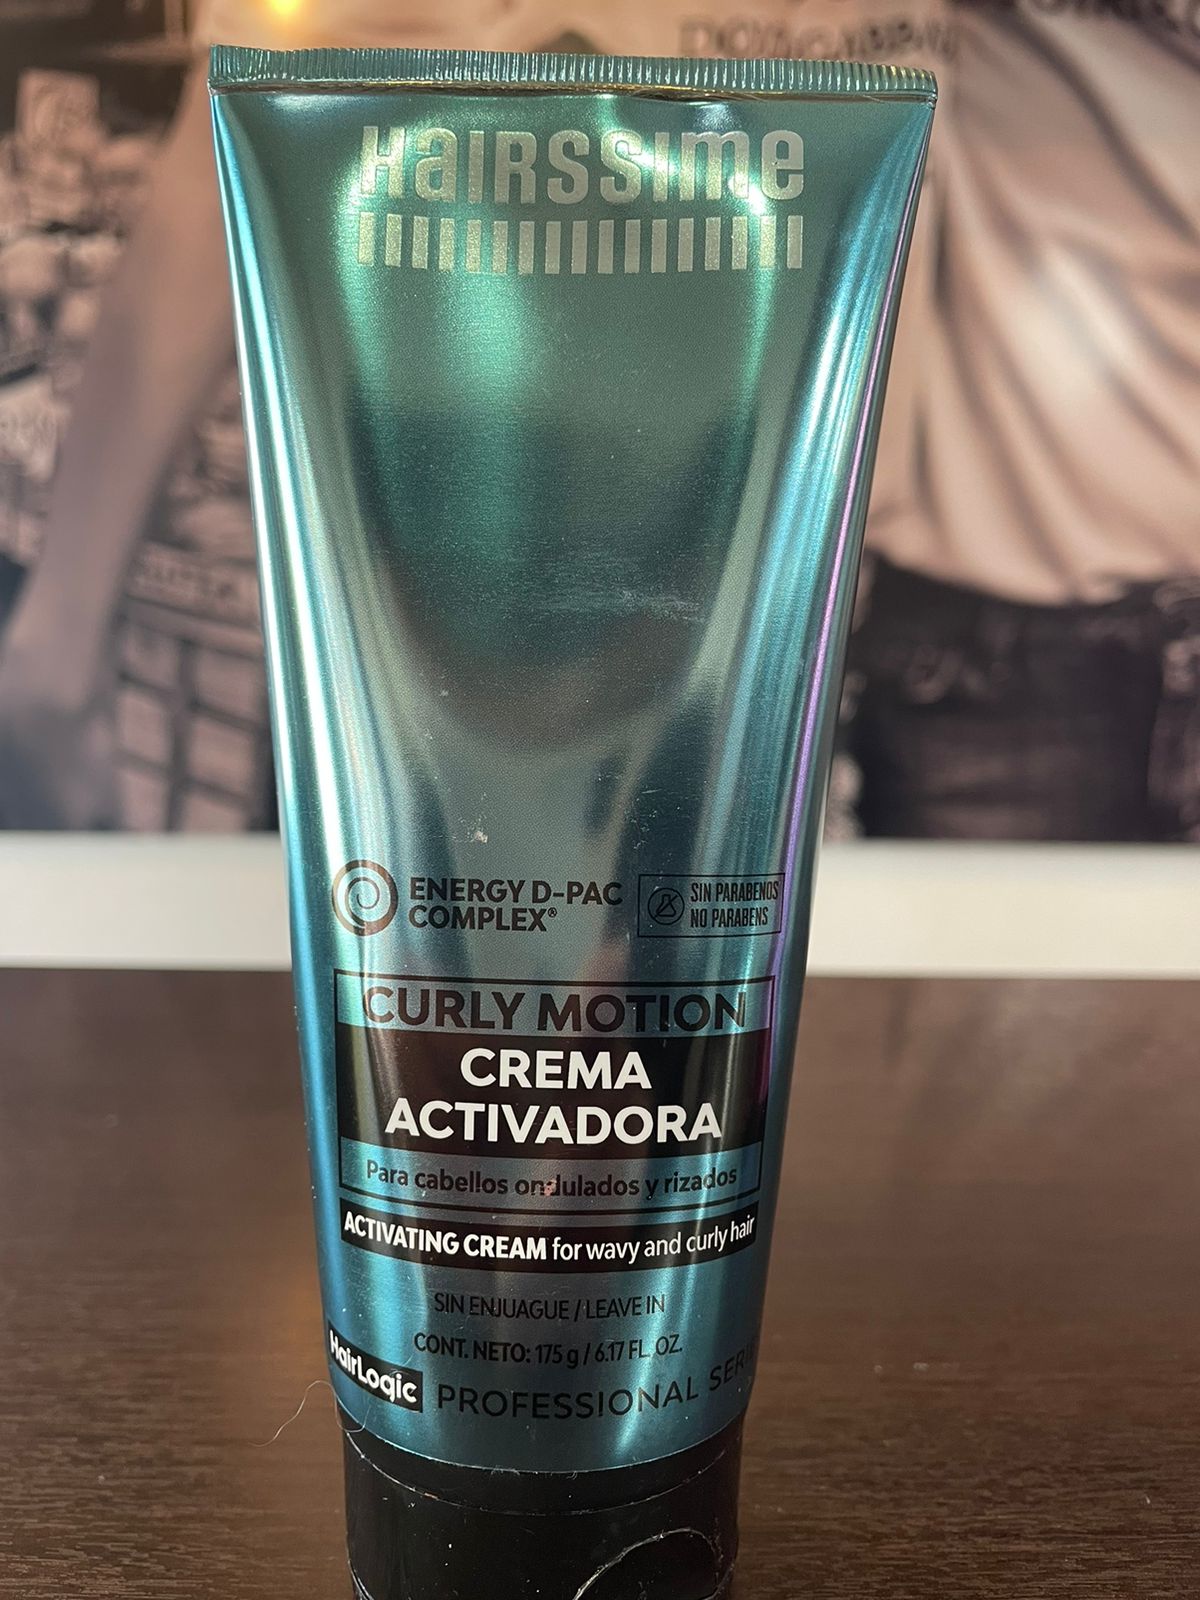 HAIRSSIME
ENERGY D-PAC
COMPLEX®
SIN PARABENOS
NO PARABENS
CURLY MOTION
CREMA
ACTIVADORA
Para cabellos ondulados y rizados
ACTIVATING CREAM for wavy and curly hair
SIN ENJUAGUE / LEAVE IN
CONT. NETO: 175 g / 6.17 FL. OZ.
HairLogic PROFESSIONAL